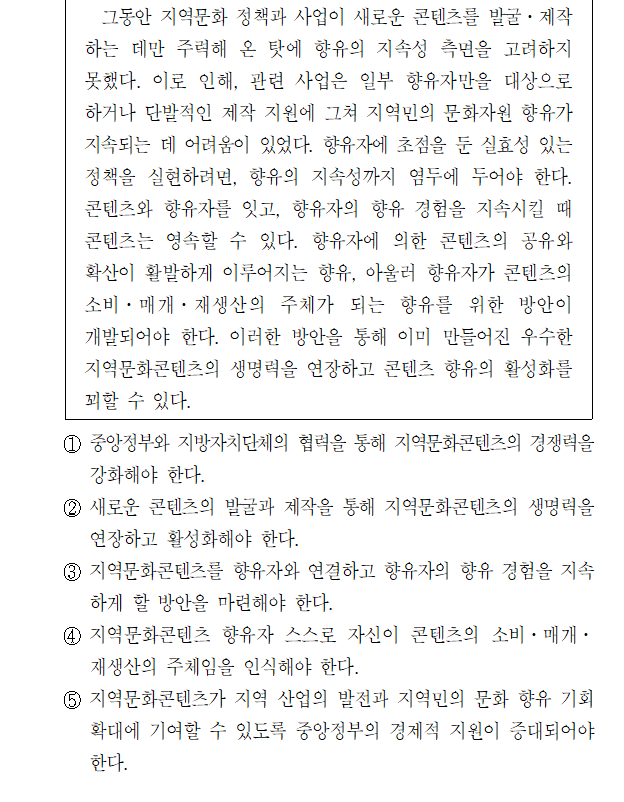 그동안 지역문화 정책과 사업이 새로운 콘텐츠를 발굴・제작
하는 데만 주력해 온 탓에 향유의 지속성 측면을 고려하지
못했다. 이로 인해, 관련 사업은 일부 향유자만을 대상으로
하거나 단발적인 제작 지원에 그쳐 지역민의 문화자원 향유가
지속되는 데 어려움이 있었다. 향유자에 초점을 둔 실효성 있는
정책을 실현하려면, 향유의 지속성까지 염두에 두어야 한다.
콘텐츠와 향유자를 잇고, 향유자의 향유 경험을 지속시킬 때
콘텐츠는 영속할 수 있다. 향유자에 의한 콘텐츠의 공유와
확산이 활발하게 이루어지는 향유, 아울러 향유자가 콘텐츠의
소비・매개・재생산의 주체가 되는 향유를 위한 방안이
개발되어야 한다. 이러한 방안을 통해 이미 만들어진 우수한
지역문화콘텐츠의 생명력을 연장하고 콘텐츠 향유의 활성화를
꾀할 수 있다.
① 중앙정부와 지방자치단체의 협력을 통해 지역문화콘텐츠의 경쟁력을
강화해야 한다.
② 새로운 콘텐츠의 발굴과 제작을 통해 지역문화콘텐츠의 생명력을
연장하고 활성화해야 한다.
③ 지역문화콘텐츠를 향유자와 연결하고 향유자의 향유 경험을 지속
하게 할 방안을 마련해야 한다.
④ 지역문화콘텐츠 향유자 스스로 자신이 콘텐츠의 소비・매개・
재생산의 주체임을 인식해야 한다.
⑤ 지역문화콘텐츠가 지역 산업의 발전과 지역민의 문화 향유 기회
확대에 기여할 수 있도록 중앙정부의 경제적 지원이 증대되어야
한다.